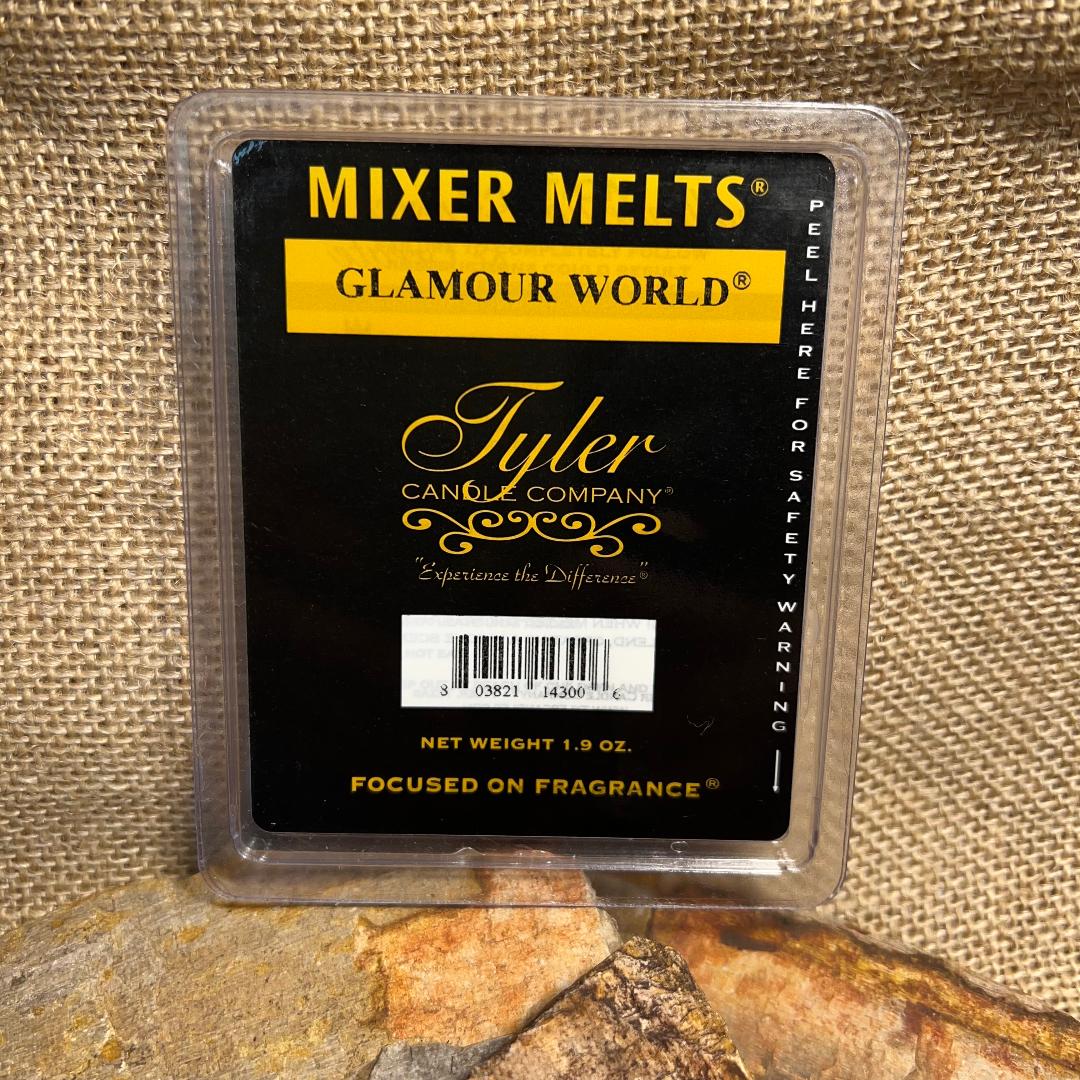 MIXER MELTS®
GLAMOUR WORLD®
Tyler
CANDLE COMPANY®
"Experience the Difference"®
8 03821 14300 6
NET WEIGHT 1.9 OZ.
FOCUSED ON FRAGRANCE®
PEEL HERE FOR SAFETY WARNING